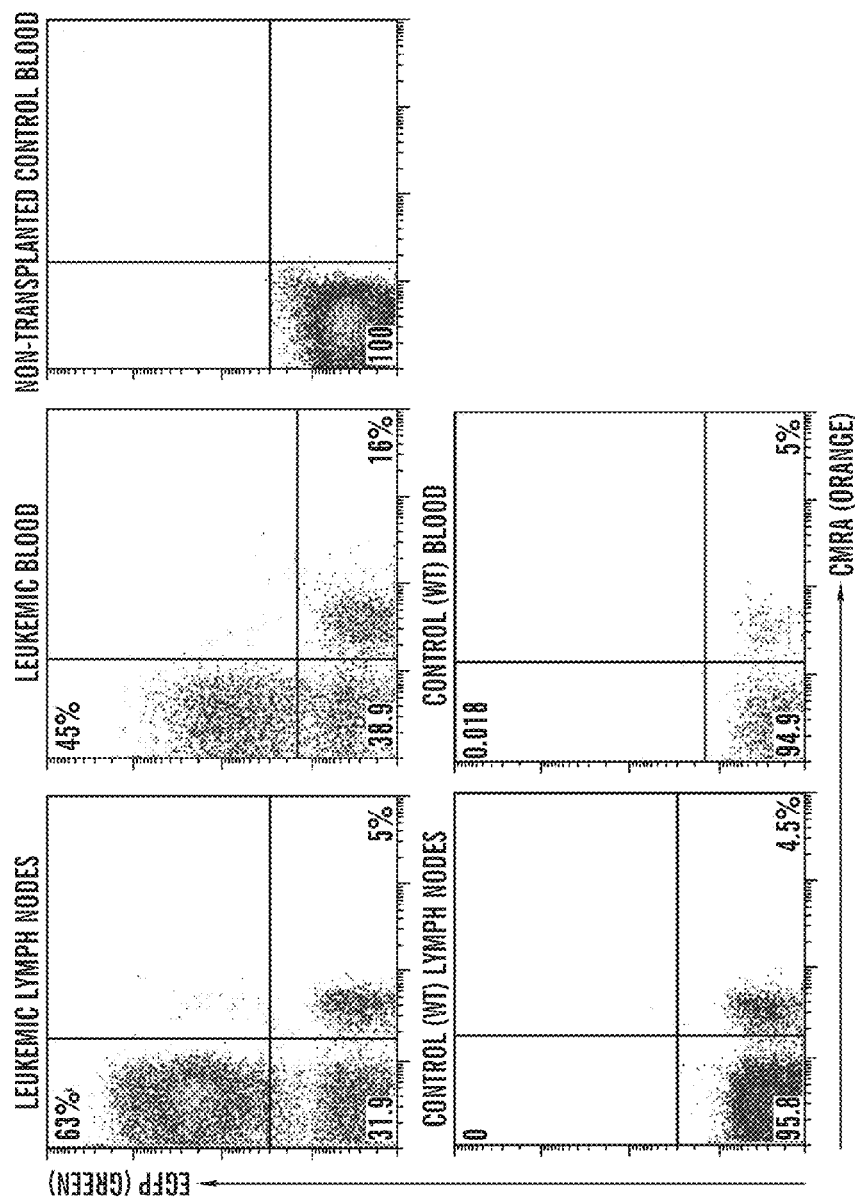 LEUKEMIC LYMPH NODES
63%
31.9
5%
LEUKEMIC BLOOD
45%
38.9
16%
NON-TRANSPLANTED CONTROL BLOOD
100
CONTROL (WT) LYMPH NODES
0
95.8
4.5%
CONTROL (WT) BLOOD
0.018
94.9
5%
EGFP (GREEN)
CMRA (ORANGE)